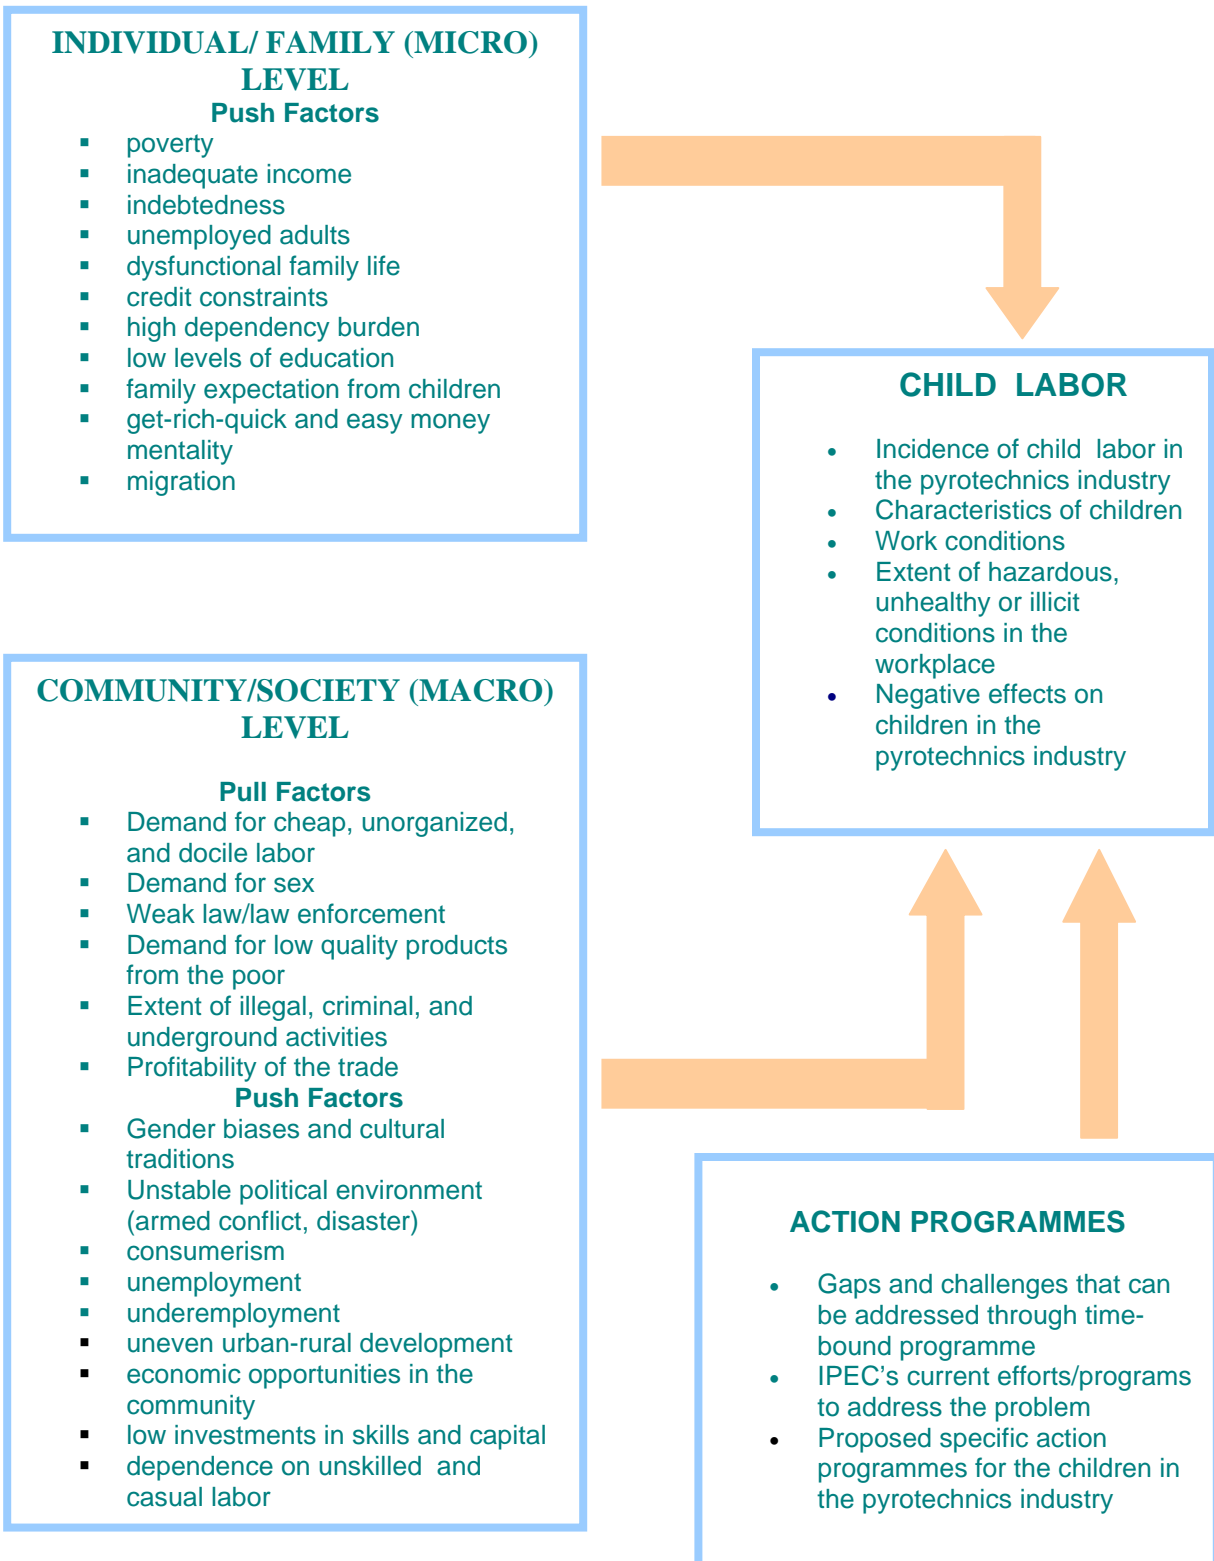 INDIVIDUAL/ FAMILY (MICRO)
LEVEL
Push Factors
▪ poverty
▪ inadequate income
▪ indebtedness
▪ unemployed adults
▪ dysfunctional family life
▪ credit constraints
▪ high dependency burden
▪ low levels of education
▪ family expectation from children
▪ get-rich-quick and easy money
mentality
▪ migration
COMMUNITY/SOCIETY (MACRO)
LEVEL
Pull Factors
▪ Demand for cheap, unorganized,
and docile labor
▪ Demand for sex
▪ Weak law/law enforcement
▪ Demand for low quality products
from the poor
▪ Extent of illegal, criminal, and
underground activities
▪ Profitability of the trade
Push Factors
▪ Gender biases and cultural
traditions
▪ Unstable political environment
(armed conflict, disaster)
▪ consumerism
▪ unemployment
▪ underemployment
▪ uneven urban-rural development
▪ economic opportunities in the
community
▪ low investments in skills and capital
▪ dependence on unskilled and
casual labor
CHILD LABOR
• Incidence of child labor in
the pyrotechnics industry
• Characteristics of children
• Work conditions
• Extent of hazardous,
unhealthy or illicit
conditions in the
workplace
• Negative effects on
children in the
pyrotechnics industry
ACTION PROGRAMMES
• Gaps and challenges that can
be addressed through time-
bound programme
• IPEC's current efforts/programs
to address the problem
• Proposed specific action
programmes for the children in
the pyrotechnics industry